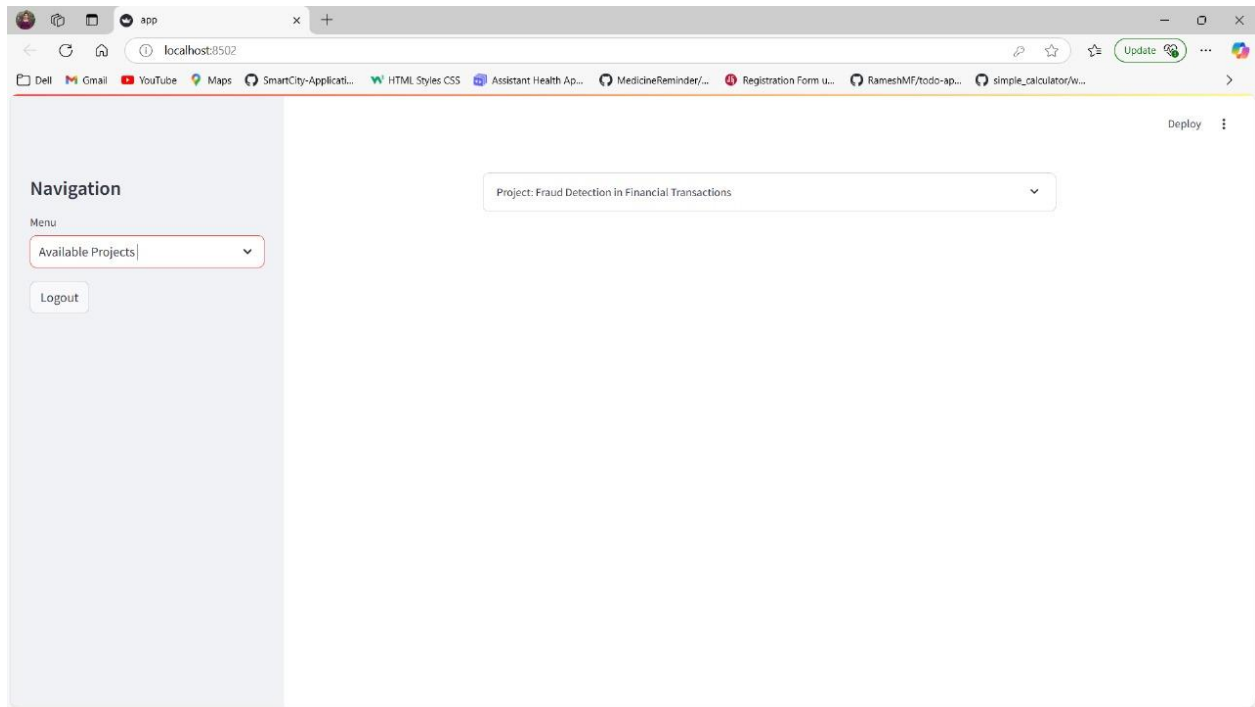 app
localhost:8502
Update
Dell Gmail YouTube Maps SmartCity-Applicati... HTML Styles CSS Assistant Health Ap... MedicineReminder/... Registration Form u... RameshMF/todo-ap... simple_calculator/w...
Deploy
Navigation
Project: Fraud Detection in Financial Transactions
Menu
Available Projects
Logout